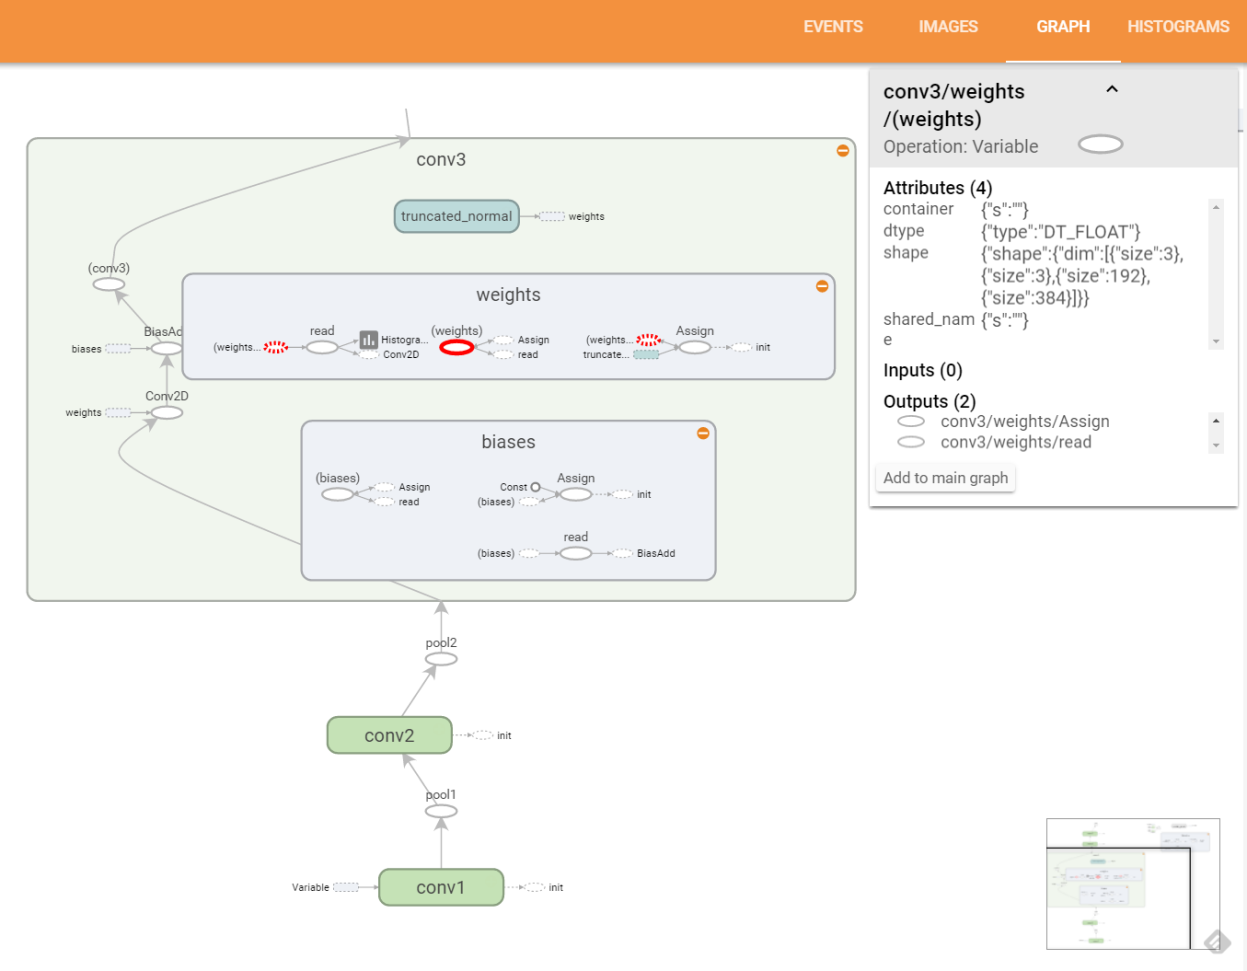 EVENTS
IMAGES
GRAPH
HISTOGRAMS
conv3/weights
/(weights)
Operation: Variable
Attributes (4)
container {"s":""}
dtype {"type":"DT_FLOAT"}
shape {"shape":{"dim":[{"size":3},
{"size":3},{"size":192},
{"size":384}]}}
shared_nam {"s":""}
e
Inputs (0)
Outputs (2)
conv3/weights/Assign
conv3/weights/read
Add to main graph
conv3
truncated_normal
weights
(conv3)
BiasAd
biases
Conv2D
weights
weights
(weights...
read
Histogra...
Conv2D
(weights)
Assign
read
(weights...
truncate...
Assign
init
biases
(biases)
Assign
read
Const
(biases)
Assign
init
(biases)
read
BiasAdd
pool2
conv2
init
pool1
Variable
conv1
init